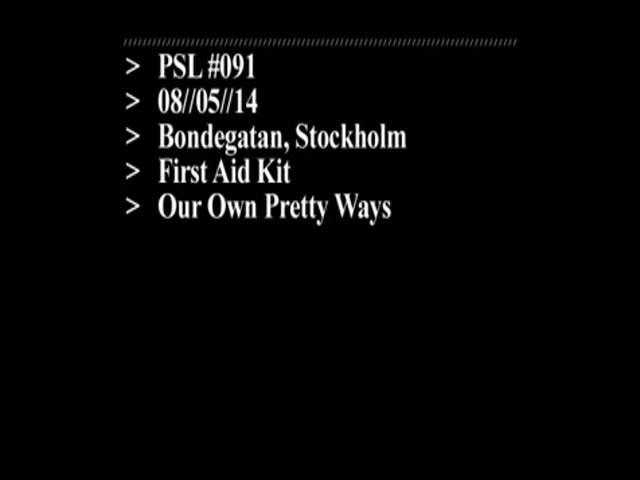 > PSL #091
> 08//05//14
> Bondegatan, Stockholm
> First Aid Kit
> Our Own Pretty Ways